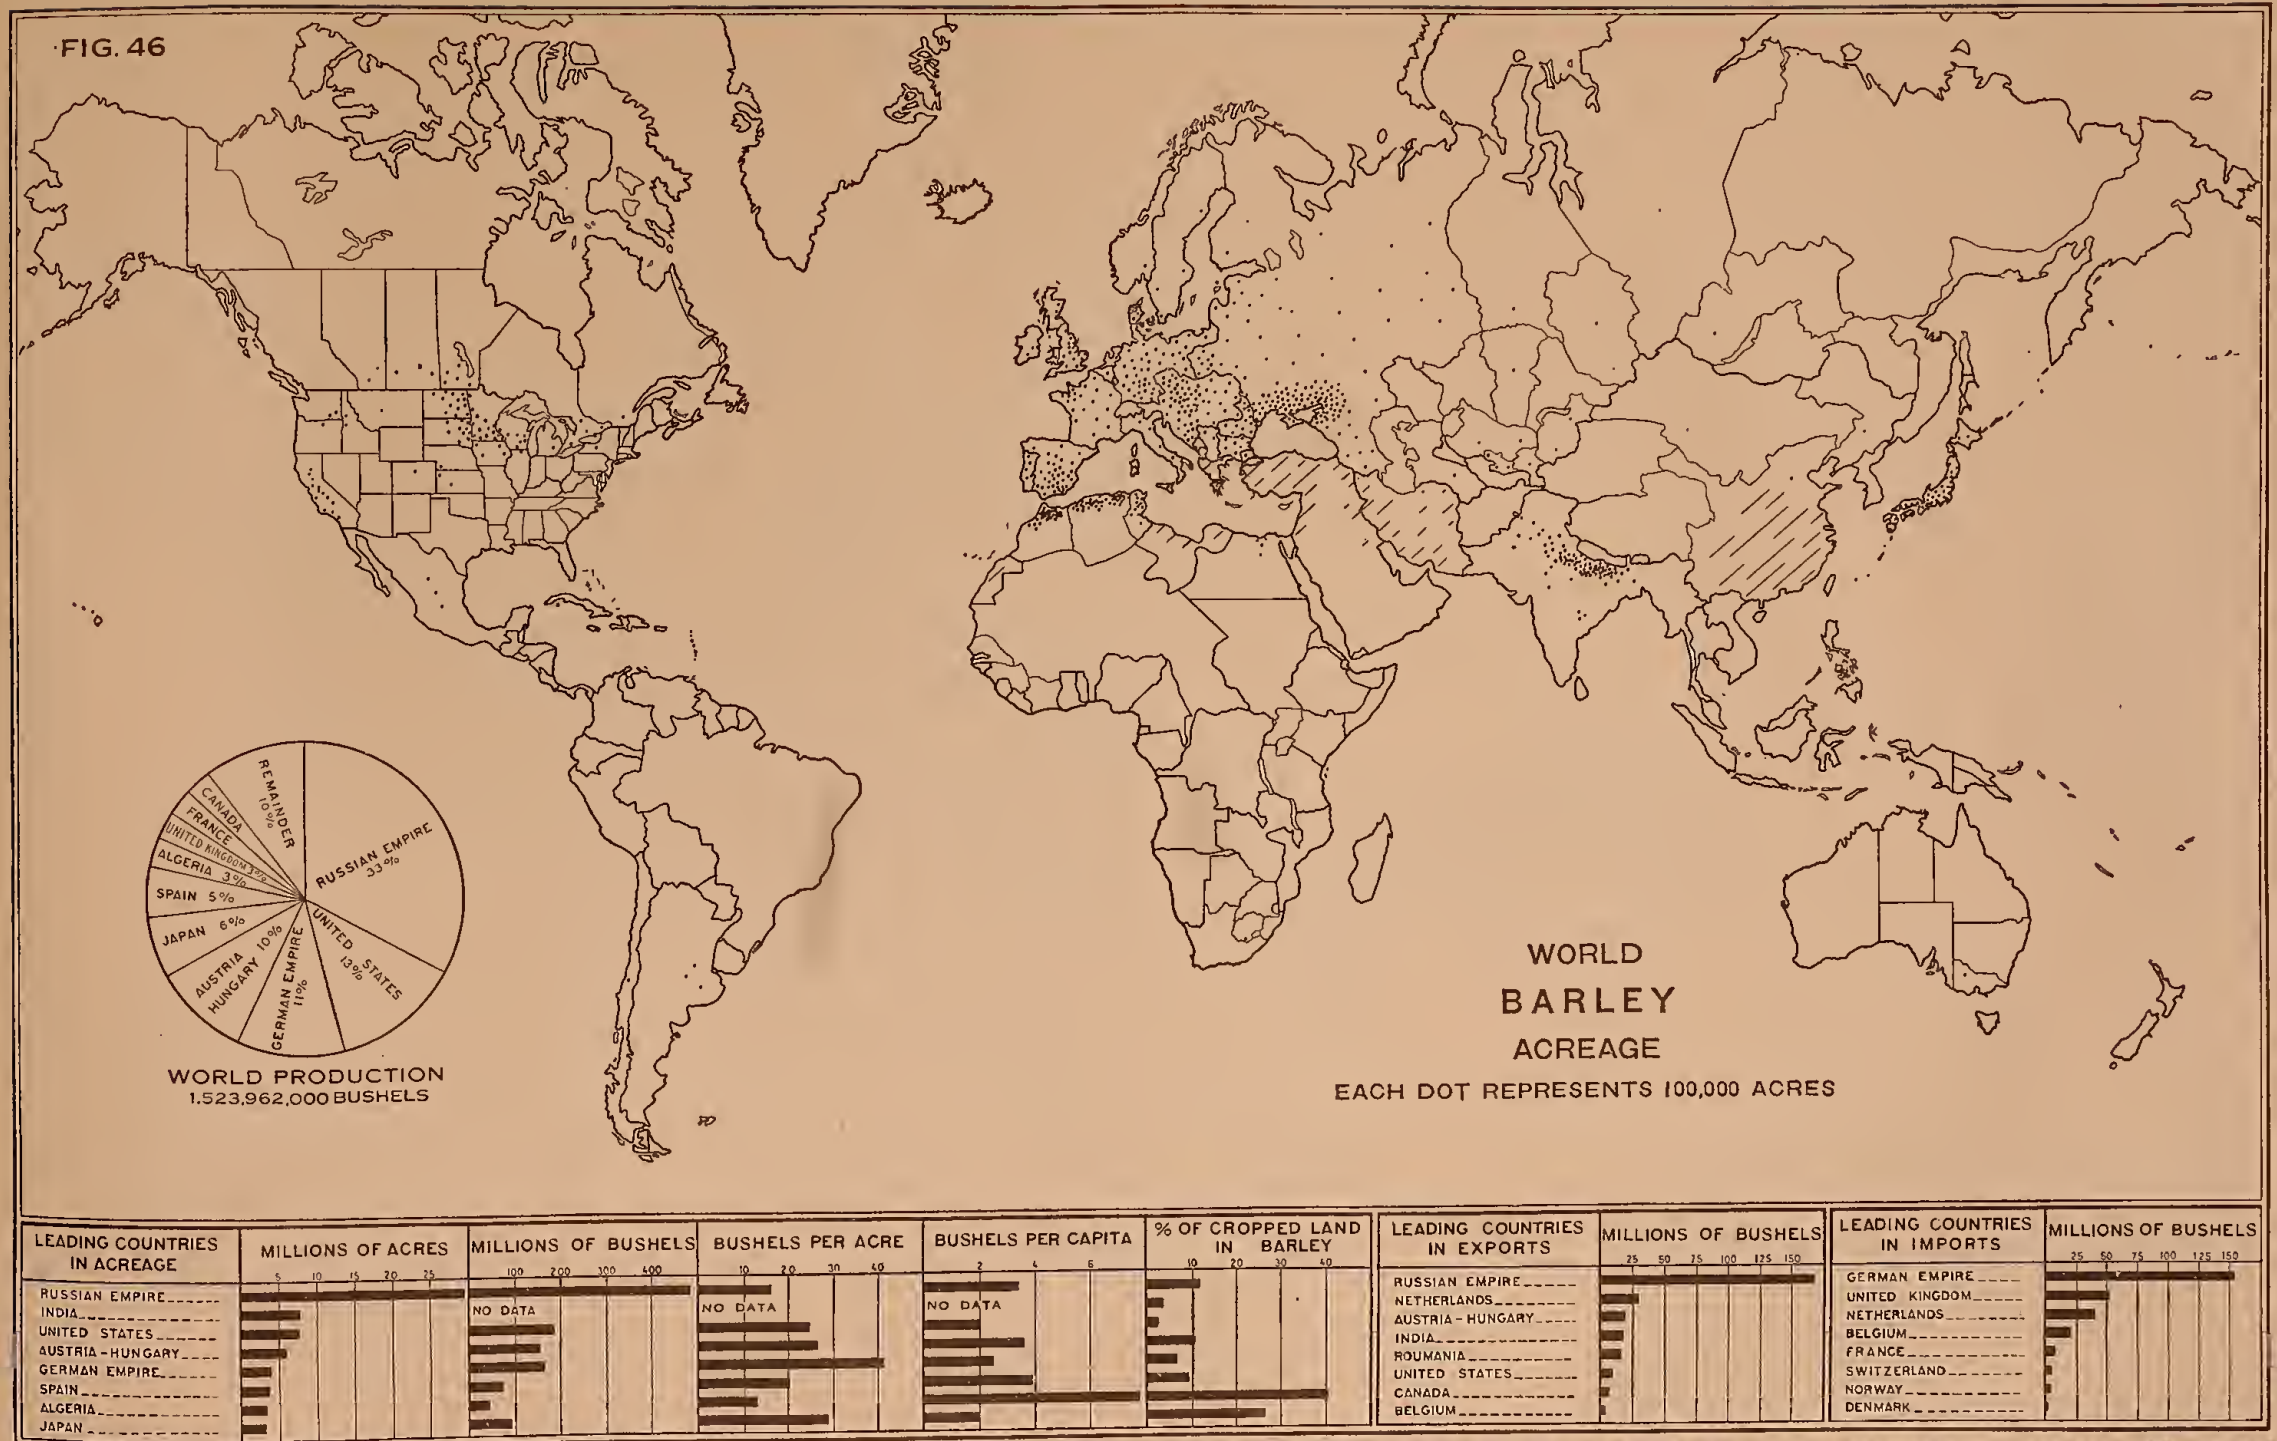 FIG. 46
REMAINDER
10%
CANADA
FRANCE
UNITED KINGDOM 3%
ALGERIA 3%
SPAIN 5%
JAPAN 6%
AUSTRIA
HUNGARY 10%
GERMAN EMPIRE
11%
UNITED STATES
13%
RUSSIAN EMPIRE
33%
WORLD PRODUCTION
1.523,962,000 BUSHELS
WORLD
BARLEY
ACREAGE
EACH DOT REPRESENTS 100,000 ACRES
LEADING COUNTRIES
IN ACREAGE
RUSSIAN EMPIRE
INDIA
UNITED STATES
AUSTRIA-HUNGARY
GERMAN EMPIRE
SPAIN
ALGERIA
JAPAN
MILLIONS OF ACRES
5 10 15 20 25
MILLIONS OF BUSHELS
100 200 300 400
NO DATA
BUSHELS PER ACRE
10 20 30 40
NO DATA
BUSHELS PER CAPITA
2 4 6
NO DATA
% OF CROPPED LAND
IN BARLEY
10 20 30 40
LEADING COUNTRIES
IN EXPORTS
RUSSIAN EMPIRE
NETHERLANDS
AUSTRIA-HUNGARY
INDIA
ROUMANIA
UNITED STATES
CANADA
BELGIUM
MILLIONS OF BUSHELS
25 50 75 100 125 150
LEADING COUNTRIES
IN IMPORTS
GERMAN EMPIRE
UNITED KINGDOM
NETHERLANDS
BELGIUM
FRANCE
SWITZERLAND
NORWAY
DENMARK
MILLIONS OF BUSHELS
25 50 75 100 125 150